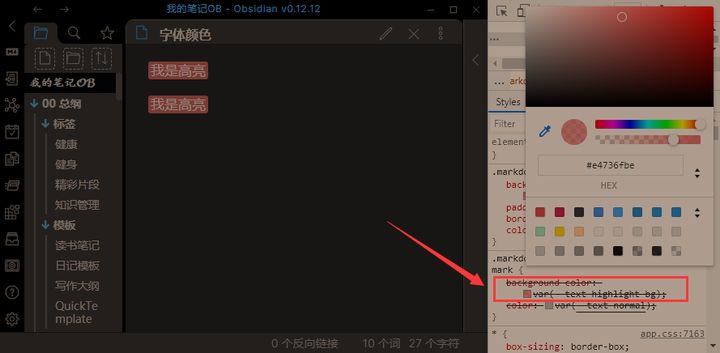 我的笔记OB - Obsidian v0.12.12
字体颜色
我的笔记OB
00 总纲
标签
健康
健身
精彩片段
知识管理
模板
读书笔记
日记模板
写作大纲
QuickTe
mplate
我是高亮
我是高亮
0 个反向链接 10 个词 27 个字符
Styles
Filter
elemen
}
.markdo
back
padd
bord
colo
}
#e4736fbe
HEX
.markdo
mark {
background-color:
var(--text-highlight-bg);
color: var(--text-normal);
}
* { app.css:7163
box-sizing: border-box;